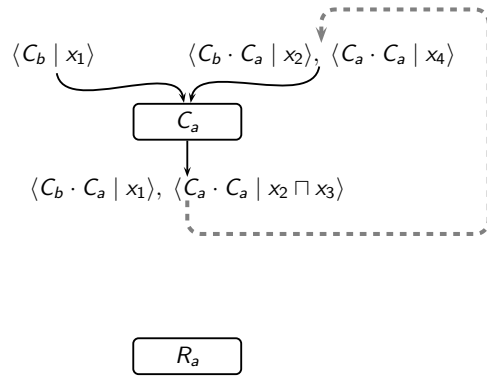 ⟨C_b | x_1⟩ ⟨C_b · C_a | x_2⟩, ⟨C_a · C_a | x_4⟩
C_a
⟨C_b · C_a | x_1⟩, ⟨C_a · C_a | x_2 ⊓ x_3⟩
R_a